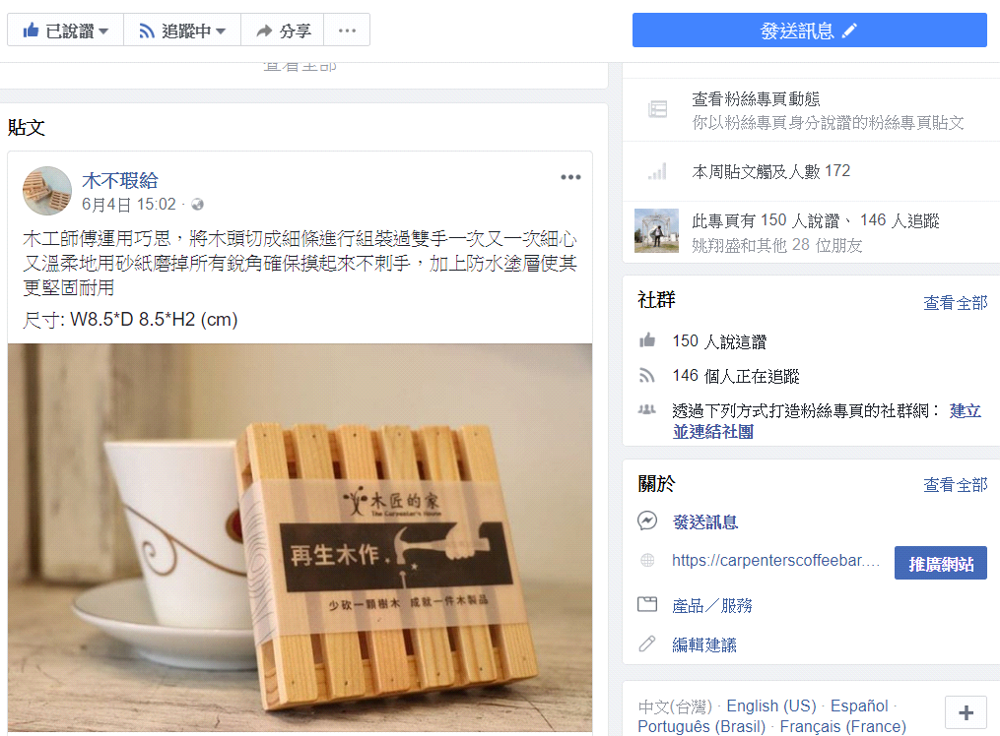 已說讚
追蹤中
分享
發送訊息
查看全部
貼文
木不瑕給
6月4日 15:02 ·
木工師傅運用巧思，將木頭切成細條進行組裝過雙手一次又一次細心
又溫柔地用砂紙磨掉所有銳角確保摸起來不刺手，加上防水塗層使其
更堅固耐用
尺寸: W8.5*D 8.5*H2 (cm)
木匠的家
The Carpenter's House
再生木作.
少砍一顆樹木 成就一件木製品
查看粉絲專頁動態
你以粉絲專頁身分說讚的粉絲專頁貼文
本周貼文觸及人數 172
此專頁有 150 人說讚、 146 人追蹤
姚翔盛和其他 28 位朋友
社群
查看全部
150 人說這讚
146 個人正在追蹤
透過下列方式打造粉絲專頁的社群網： 建立
並連結社團
關於
查看全部
發送訊息
https://carpenterscoffeebar....
推廣網站
產品／服務
編輯建議
中文(台灣) · English (US) · Español ·
Português (Brasil) · Français (France)